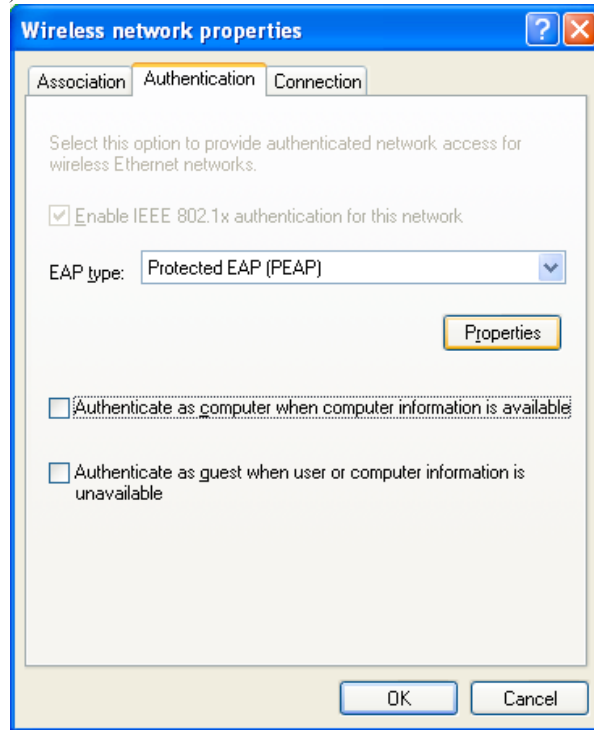 Wireless network properties
Association Authentication Connection
Select this option to provide authenticated network access for
wireless Ethernet networks.
Enable IEEE 802.1x authentication for this network
EAP type: Protected EAP (PEAP)
Properties
Authenticate as computer when computer information is available
Authenticate as guest when user or computer information is
unavailable
OK Cancel